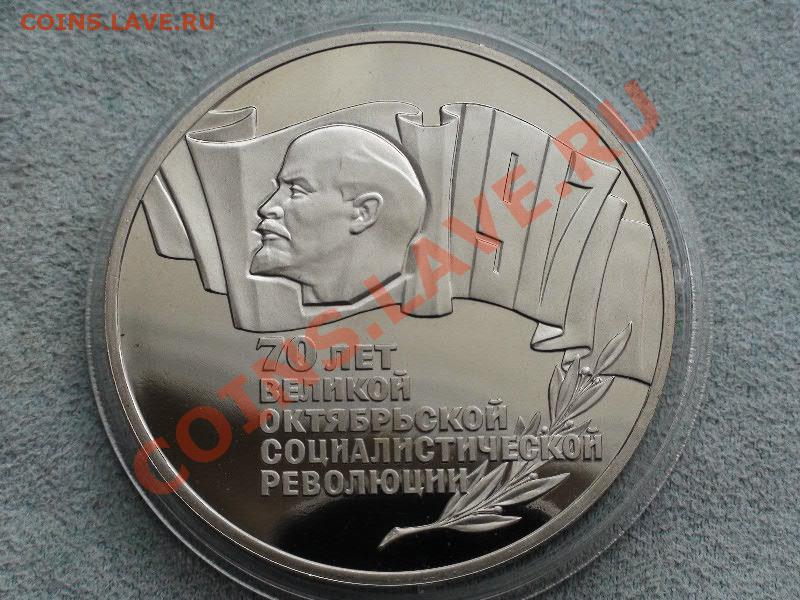 COINS.LAVE.RU
1917
70 ЛЕТ
ВЕЛИКОЙ
ОКТЯБРЬСКОЙ
СОЦИАЛИСТИЧЕСКОЙ
РЕВОЛЮЦИИ
COINS.LAVE.RU